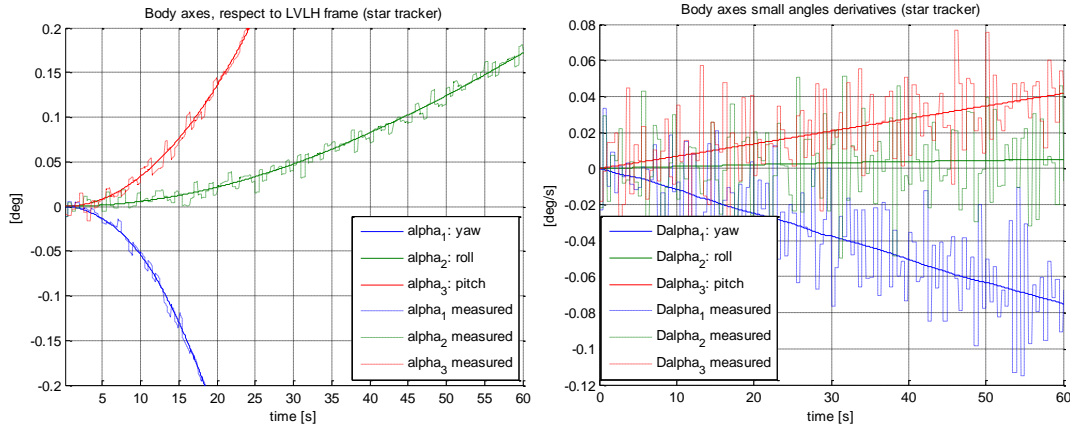 Body axes, respect to LVLH frame (star tracker)
0.2
0.15
0.1
0.05
0
-0.05
-0.1
-0.15
-0.2
[deg]
5 10 15 20 25 30 35 40 45 50 55 60
time [s]
alpha1: yaw
alpha2: roll
alpha3: pitch
alpha1 measured
alpha2 measured
alpha3 measured
Body axes small angles derivatives (star tracker)
0.08
0.06
0.04
0.02
0
-0.02
-0.04
-0.06
-0.08
-0.1
-0.12
[deg/s]
0 10 20 30 40 50 60
time [s]
Dalpha1: yaw
Dalpha2: roll
Dalpha3: pitch
Dalpha1 measured
Dalpha2 measured
Dalpha3 measured